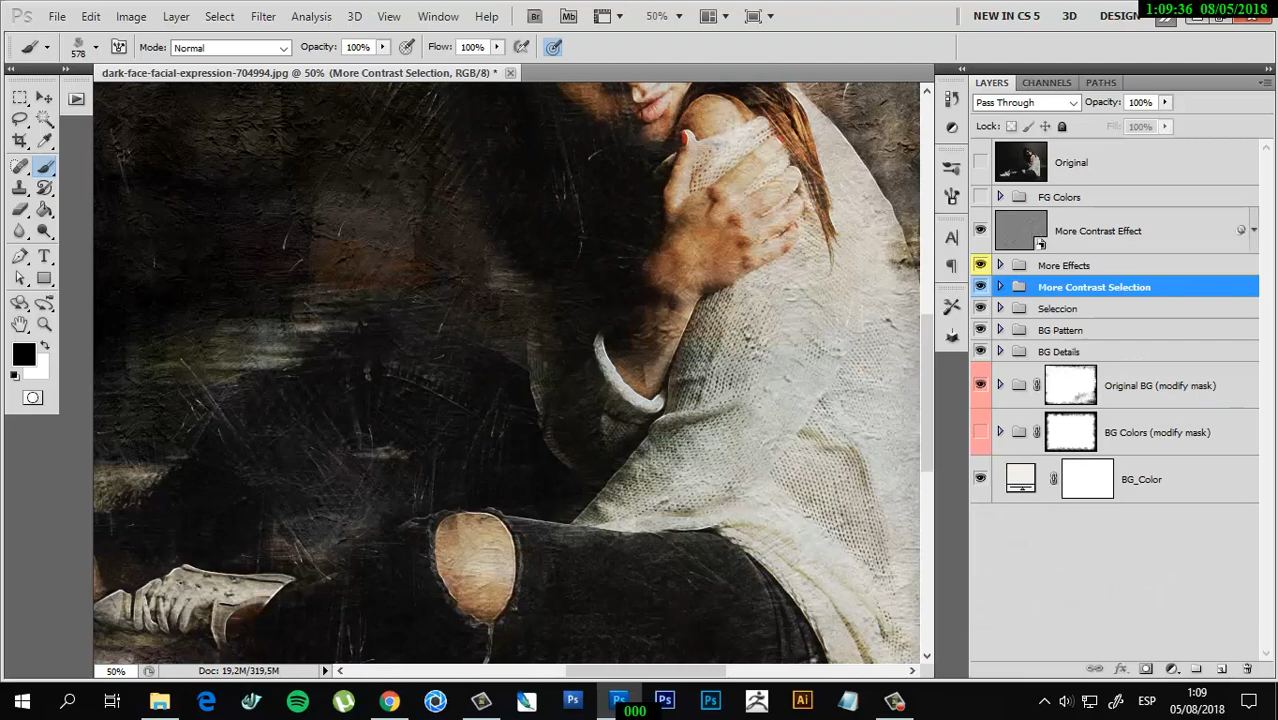 Ps File Edit Image Layer Select Filter Analysis 3D View Window Help Br Mb 50% NEW IN CS 5 3D DESIGN
1:09:36 08/05/2018
578 Mode: Normal Opacity: 100% Flow: 100%
dark-face-facial-expression-704994.jpg @ 50% (More Contrast Selection, RGB/8) *
LAYERS CHANNELS PATHS
Pass Through Opacity: 100%
Lock: Fill: 100%
Original
FG Colors
More Contrast Effect
More Effects
More Contrast Selection
Seleccion
BG Pattern
BG Details
Original BG (modify mask)
BG Colors (modify mask)
BG_Color
50% Doc: 19,2M/319,5M
ESP
1:09
05/08/2018
000